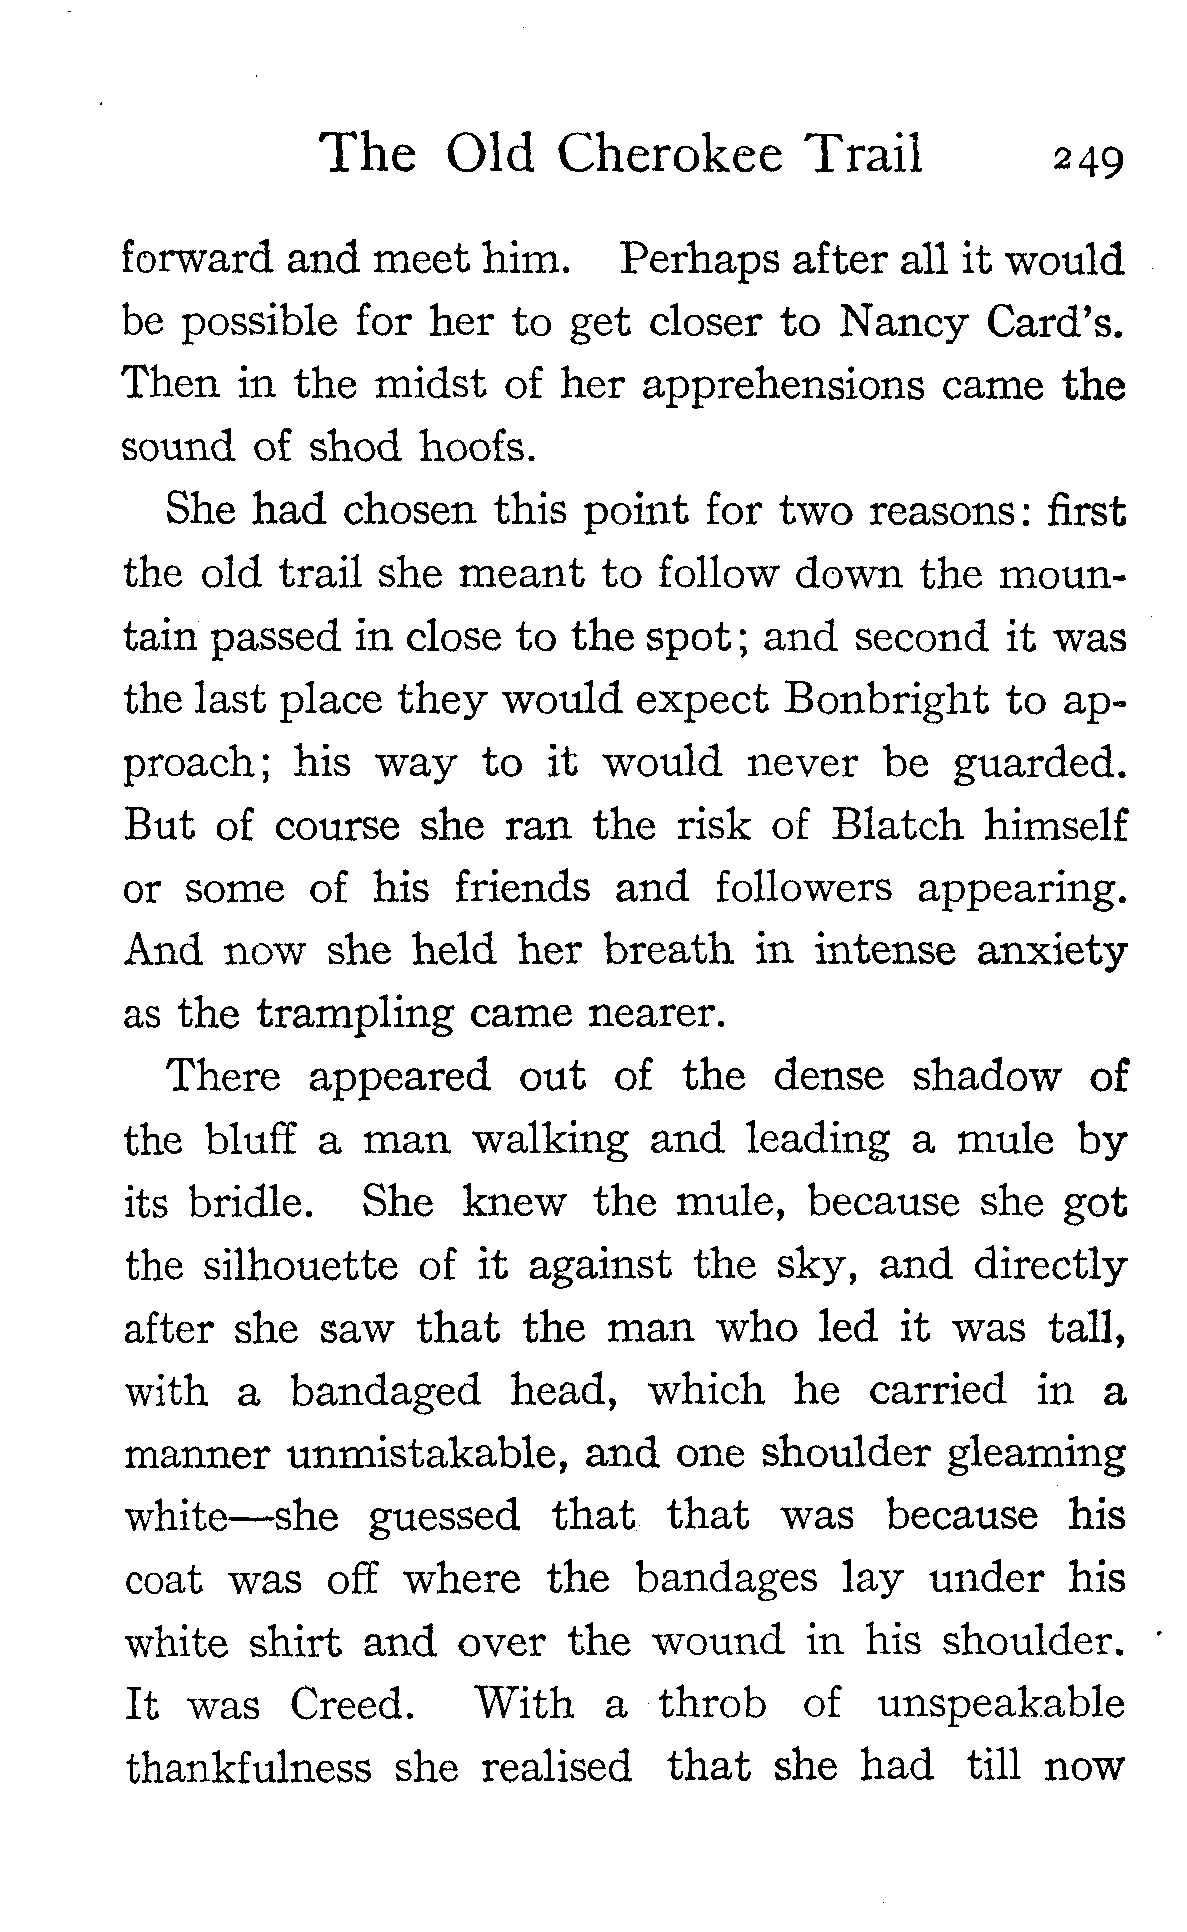 The Old Cherokee Trail 249
forward and meet him. Perhaps after all it would
be possible for her to get closer to Nancy Card's.
Then in the midst of her apprehensions came the
sound of shod hoofs.
She had chosen this point for two reasons: first
the old trail she meant to follow down the moun-
tain passed in close to the spot; and second it was
the last place they would expect Bonbright to ap-
proach; his way to it would never be guarded.
But of course she ran the risk of Blatch himself
or some of his friends and followers appearing.
And now she held her breath in intense anxiety
as the trampling came nearer.
There appeared out of the dense shadow of
the bluff a man walking and leading a mule by
its bridle. She knew the mule, because she got
the silhouette of it against the sky, and directly
after she saw that the man who led it was tall,
with a bandaged head, which he carried in a
manner unmistakable, and one shoulder gleaming
white—she guessed that that was because his
coat was off where the bandages lay under his
white shirt and over the wound in his shoulder.
It was Creed. With a throb of unspeakable
thankfulness she realised that she had till now